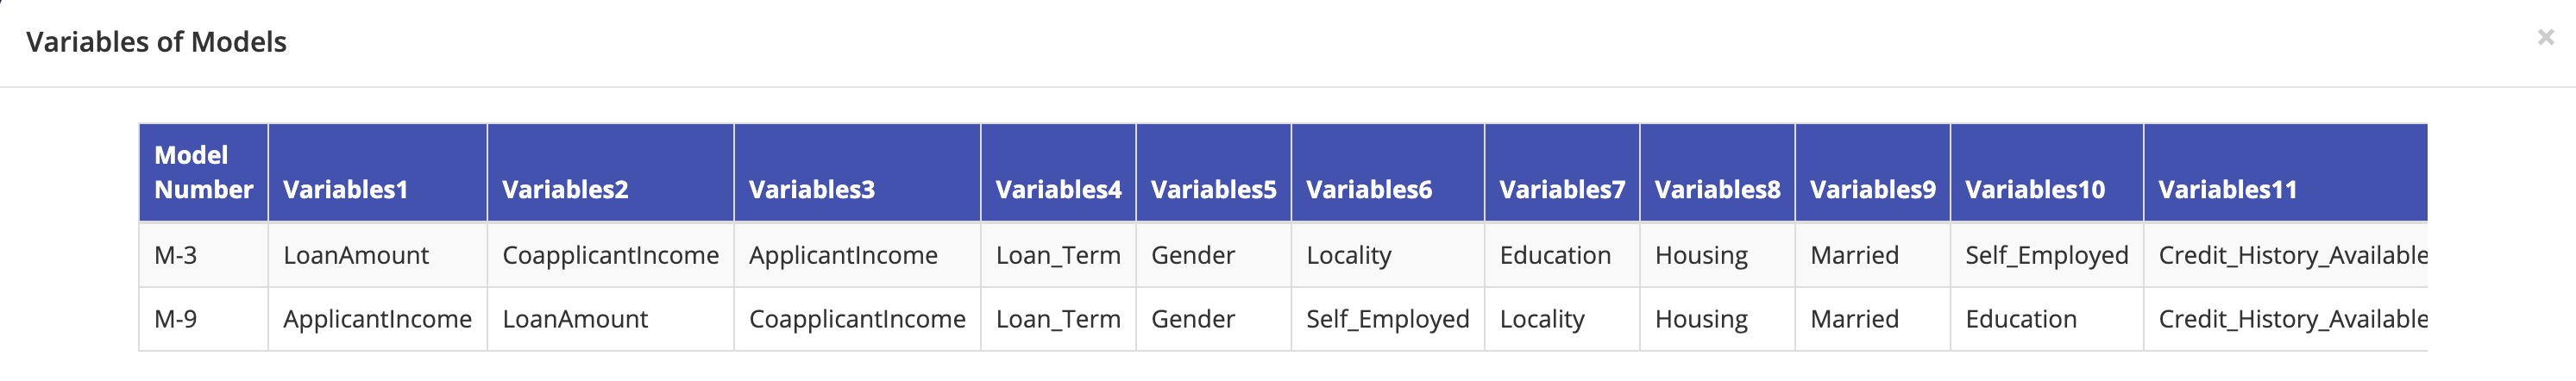 Variables of Models
×
Model Number Variables1 Variables2 Variables3 Variables4 Variables5 Variables6 Variables7 Variables8 Variables9 Variables10 Variables11
M-3 LoanAmount CoapplicantIncome ApplicantIncome Loan_Term Gender Locality Education Housing Married Self_Employed Credit_History_Available
M-9 ApplicantIncome LoanAmount CoapplicantIncome Loan_Term Gender Self_Employed Locality Housing Married Education Credit_History_Available